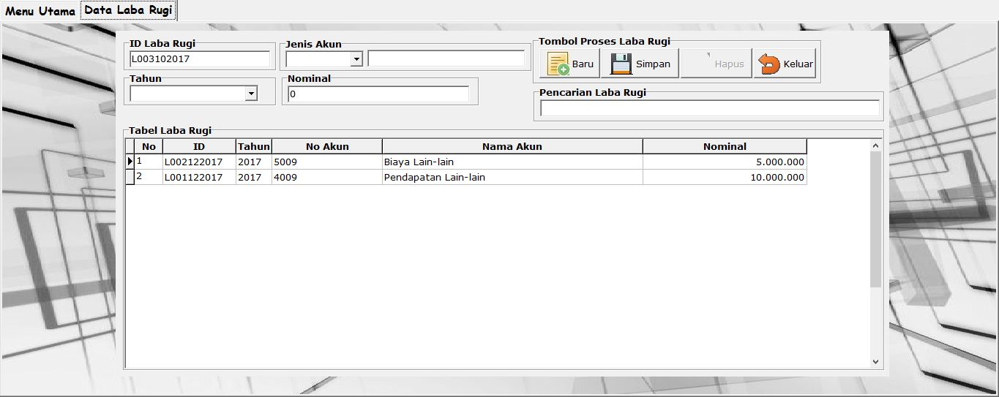 Menu Utama Data Laba Rugi
ID Laba Rugi Jenis Akun Tombol Proses Laba Rugi
L003102017 Baru Simpan Hapus Keluar
Tahun Nominal
0
Pencarian Laba Rugi
Tabel Laba Rugi
No ID Tahun No Akun Nama Akun Nominal
1 L002122017 2017 5009 Biaya Lain-lain 5.000.000
2 L001122017 2017 4009 Pendapatan Lain-lain 10.000.000